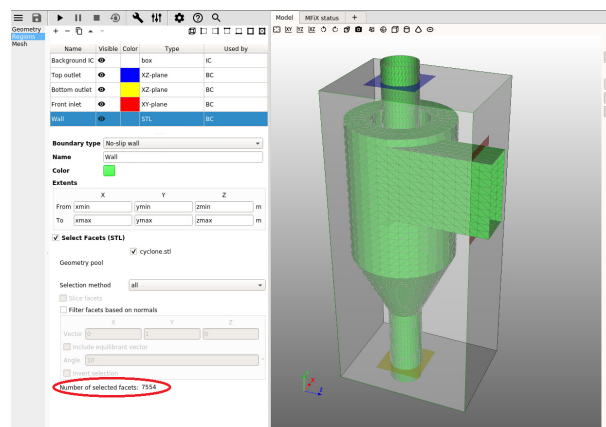 Model
MFiX status
+
Geometry
Regions
Mesh
Name Visible Color Type Used by
Background IC box IC
Top outlet XZ-plane BC
Bottom outlet XZ-plane BC
Front inlet XY-plane BC
Wall STL BC
Boundary type No-slip wall
Name Wall
Color
Extents
X Y Z
From xmin ymin zmin m
To xmax ymax zmax m
Select Facets (STL)
cyclone.stl
Geometry pool
Selection method all
Slice facets
Filter facets based on normals
X Y Z
Vector 0 1 0
Include equilibrant vector
Angle 10 °
Invert selection
Number of selected facets: 7554